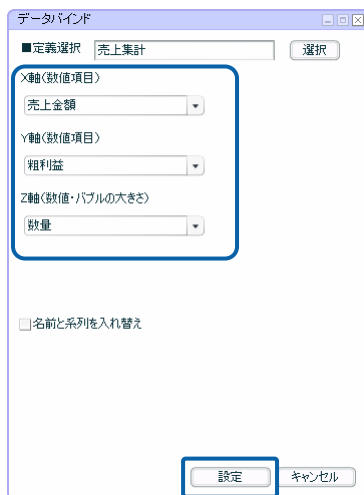 データバインド
■定義選択 売上集計 選択
X軸(数値項目)
売上金額
Y軸(数値項目)
粗利益
Z軸(数値・バブルの大きさ)
数量
名前と系列を入れ替え
設定 キャンセル